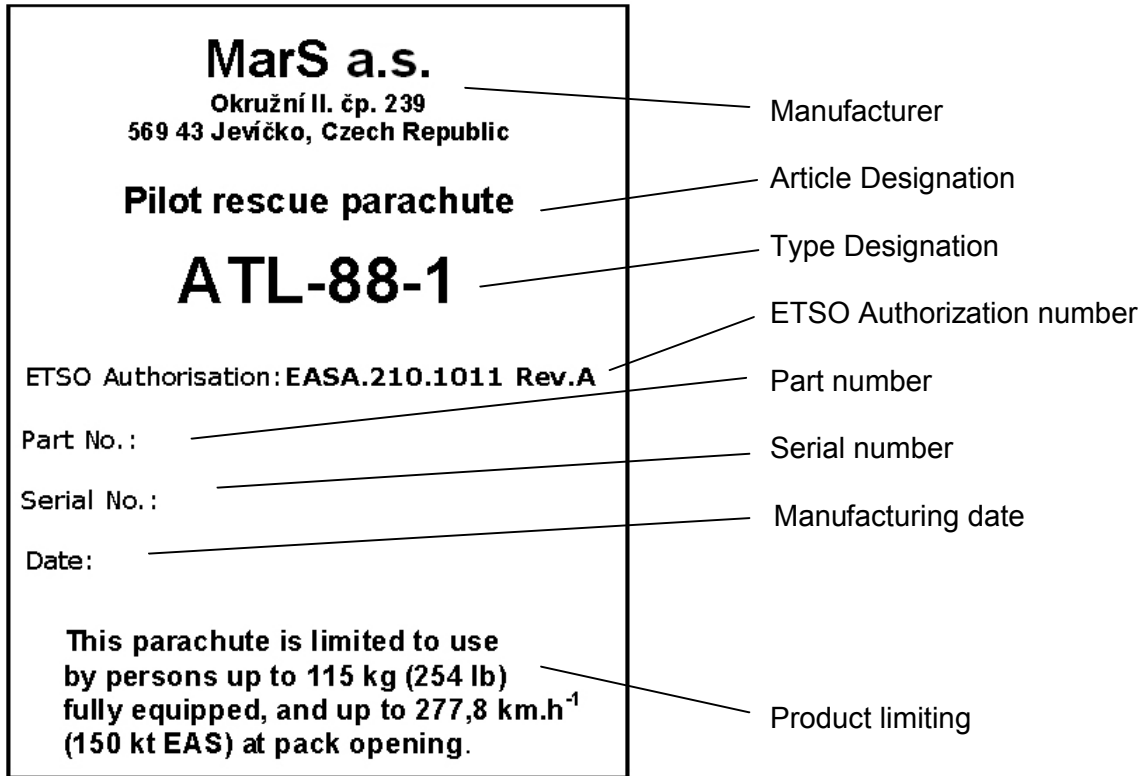 MarS a.s.
Okružní II. čp. 239
569 43 Jevíčko, Czech Republic
Pilot rescue parachute
ATL-88-1
ETSO Authorisation: EASA.210.1011 Rev.A
Part No.:
Serial No.:
Date:
This parachute is limited to use
by persons up to 115 kg (254 lb)
fully equipped, and up to 277,8 km.h⁻¹
(150 kt EAS) at pack opening.
Manufacturer
Article Designation
Type Designation
ETSO Authorization number
Part number
Serial number
Manufacturing date
Product limiting